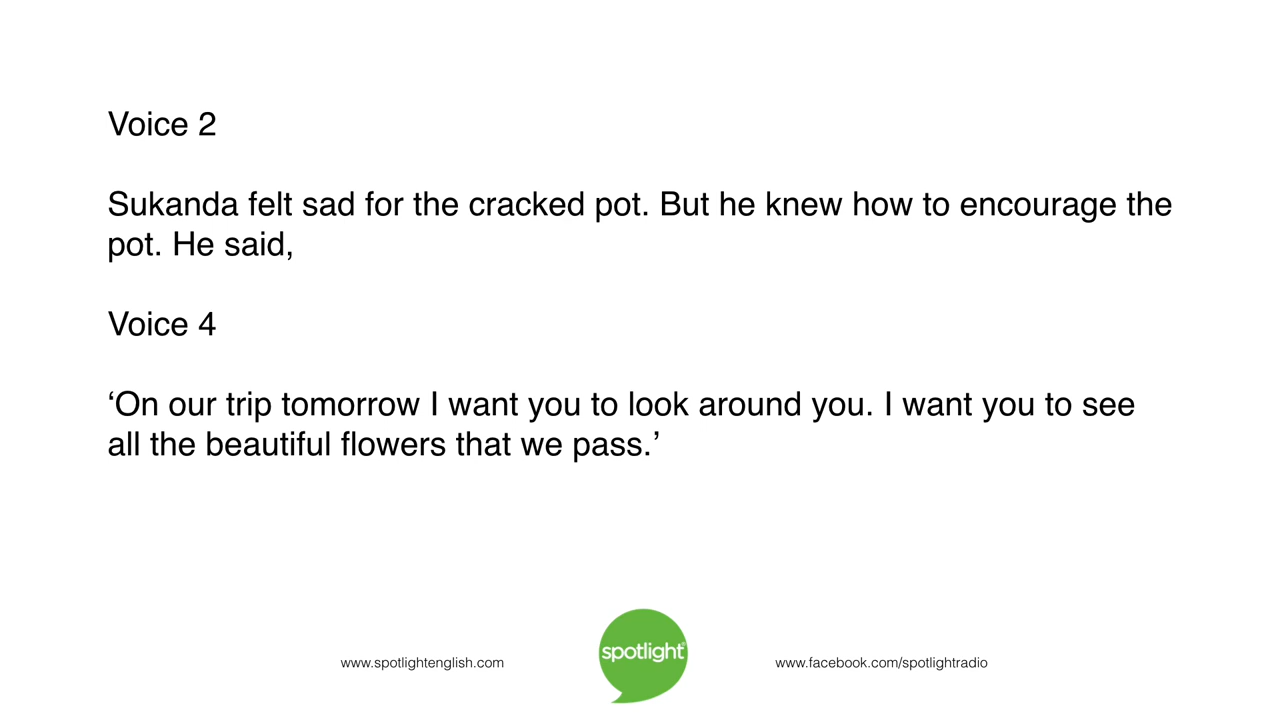 Voice 2
Sukanda felt sad for the cracked pot. But he knew how to encourage the
pot. He said,
Voice 4
‘On our trip tomorrow I want you to look around you. I want you to see
all the beautiful flowers that we pass.’
www.spotlightenglish.com
spotlight®
www.facebook.com/spotlightradio